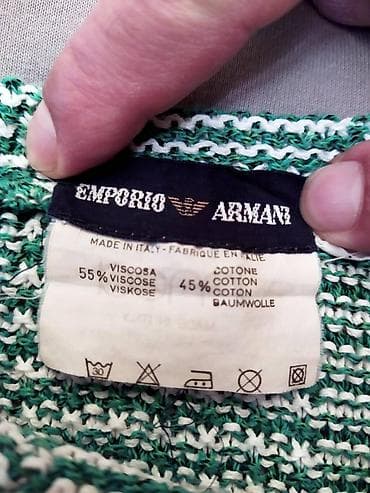 EMPORIO ARMANI
MADE IN ITALY - FABRIQUE EN ITALIE
VISCOSA
55% VISCOSE
VISKOSE
COTONE
45% COTTON
COTON
BAUMWOLLE
30